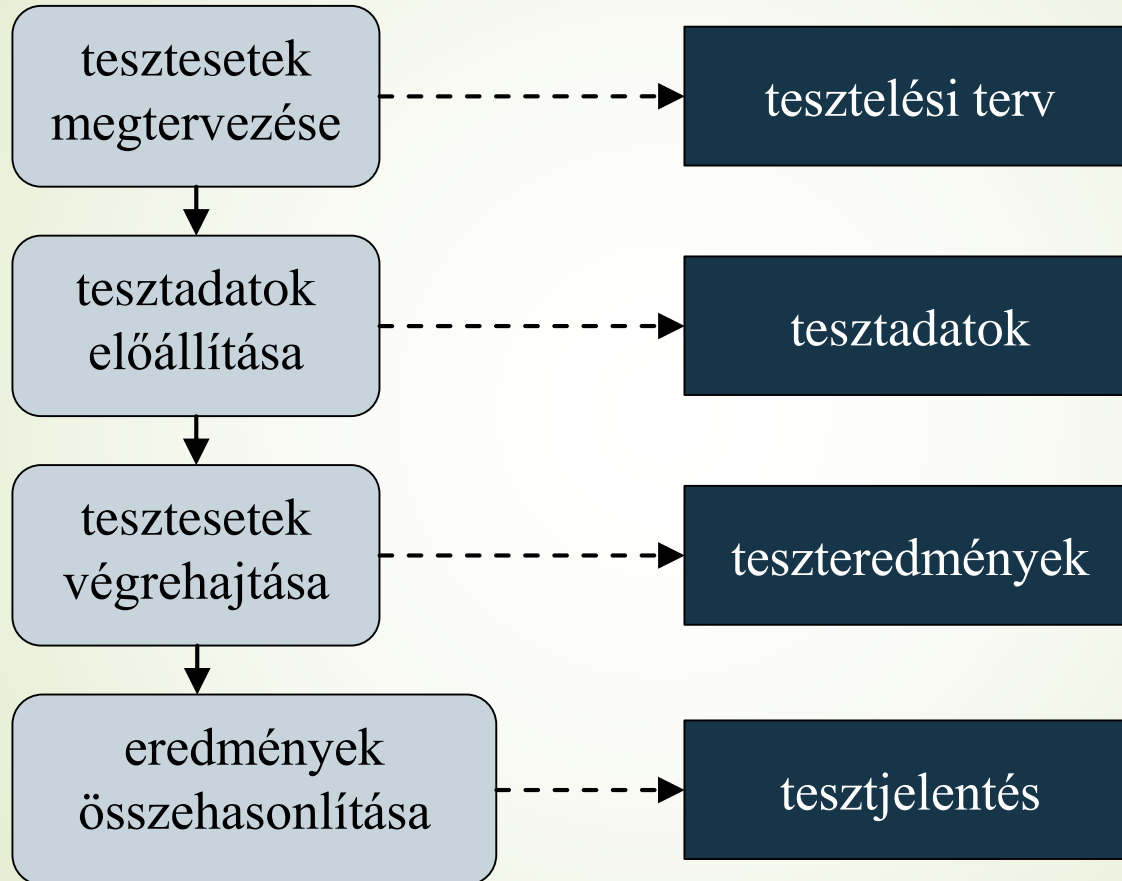 tesztesetek
megtervezése
tesztelési terv
tesztadatok
előállítása
tesztadatok
tesztesetek
végrehajtása
teszteredmények
eredmények
összehasonlítása
tesztjelentés